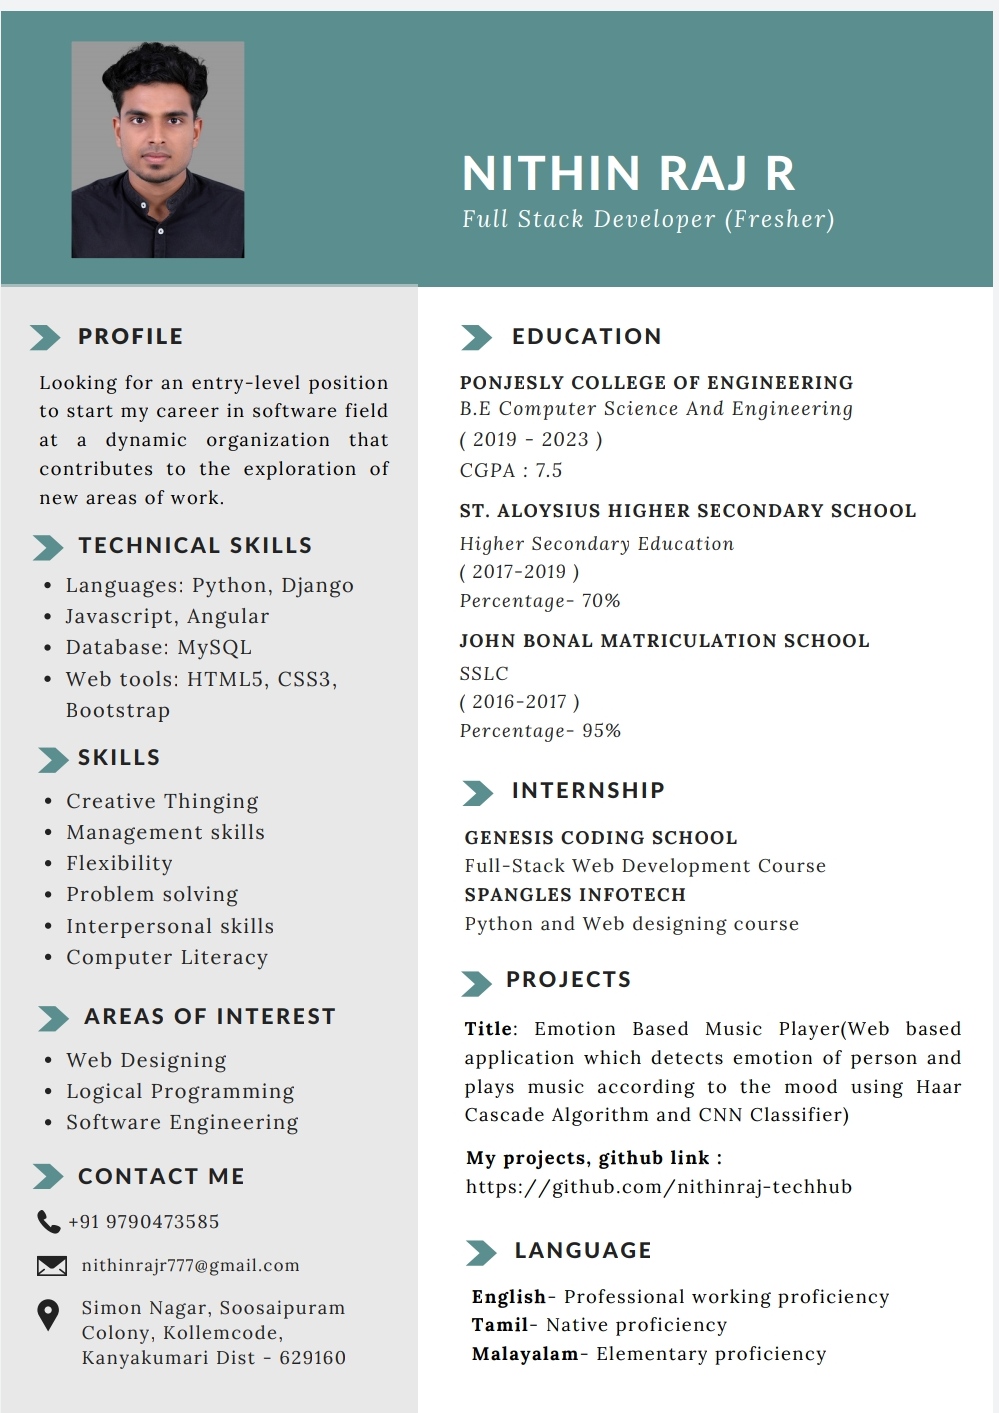 NITHIN RAJ R
Full Stack Developer (Fresher)
PROFILE
Looking for an entry-level position
to start my career in software field
at a dynamic organization that
contributes to the exploration of
new areas of work.
TECHNICAL SKILLS
• Languages: Python, Django
• Javascript, Angular
• Database: MySQL
• Web tools: HTML5, CSS3,
Bootstrap
SKILLS
• Creative Thinging
• Management skills
• Flexibility
• Problem solving
• Interpersonal skills
• Computer Literacy
AREAS OF INTEREST
• Web Designing
• Logical Programming
• Software Engineering
CONTACT ME
+91 9790473585
nithinrajr777@gmail.com
Simon Nagar, Soosaipuram
Colony, Kollemcode,
Kanyakumari Dist - 629160
EDUCATION
PONJESLY COLLEGE OF ENGINEERING
B.E Computer Science And Engineering
( 2019 - 2023 )
CGPA : 7.5
ST. ALOYSIUS HIGHER SECONDARY SCHOOL
Higher Secondary Education
( 2017-2019 )
Percentage- 70%
JOHN BONAL MATRICULATION SCHOOL
SSLC
( 2016-2017 )
Percentage- 95%
INTERNSHIP
GENESIS CODING SCHOOL
Full-Stack Web Development Course
SPANGLES INFOTECH
Python and Web designing course
PROJECTS
Title: Emotion Based Music Player(Web based
application which detects emotion of person and
plays music according to the mood using Haar
Cascade Algorithm and CNN Classifier)
My projects, github link :
https://github.com/nithinraj-techhub
LANGUAGE
English- Professional working proficiency
Tamil- Native proficiency
Malayalam- Elementary proficiency